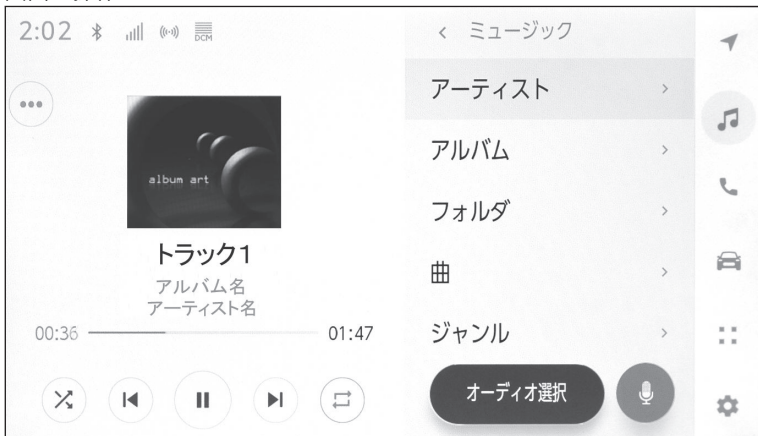 2:02
DCM
album art
トラック1
アルバム名
アーティスト名
00:36
01:47
ミュージック
アーティスト
アルバム
フォルダ
曲
ジャンル
オーディオ選択